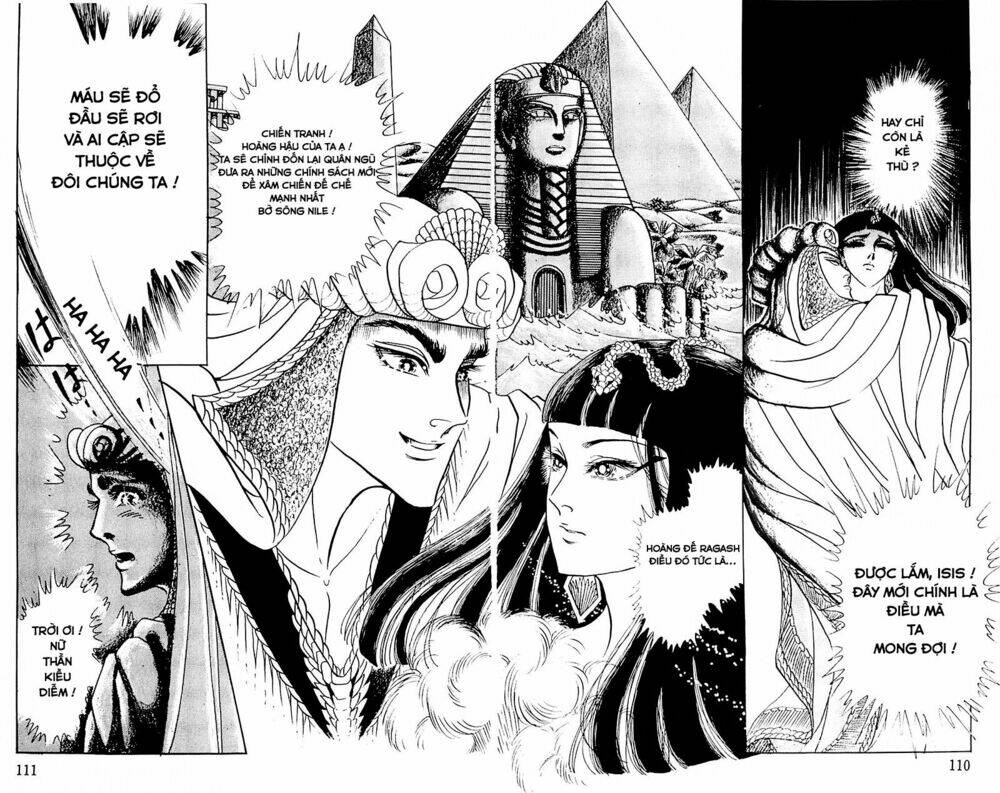 HAY CHỈ
CÒN LÀ
KẺ
THÙ ?
ĐƯỢC LẮM, ISIS !
ĐÂY MỚI CHÍNH LÀ
ĐIỀU MÀ
TA
MONG ĐỢI !
110
HOÀNG ĐẾ RAGASH
ĐIỀU ĐÓ TỨC LÀ...
CHIẾN TRANH !
HOÀNG HẬU CỦA TA Ạ !
TA SẼ CHỈNH ĐỐN LẠI QUÂN NGŨ
ĐƯA RA NHỮNG CHÍNH SÁCH MỚI
ĐỂ XÂM CHIẾN ĐẾ CHẾ
MẠNH NHẤT
BỜ SÔNG NILE !
MÁU SẼ ĐỔ
ĐẦU SẼ RƠI
VÀ AI CẬP SẼ
THUỘC VỀ
ĐÔI CHÚNG TA !
HA HA HA
はは
TRỜI ƠI !
NỮ
THẦN
KIỀU
DIỄM !
111